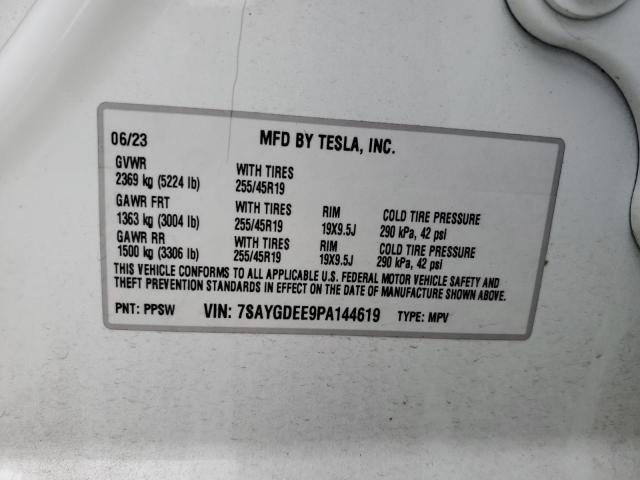 06/23 MFD BY TESLA, INC.
GVWR WITH TIRES
2369 kg (5224 lb) 255/45R19
GAWR FRT WITH TIRES RIM COLD TIRE PRESSURE
1363 kg (3004 lb) 255/45R19 19X9.5J 290 kPa, 42 psi
GAWR RR WITH TIRES RIM COLD TIRE PRESSURE
1500 kg (3306 lb) 255/45R19 19X9.5J 290 kPa, 42 psi
THIS VEHICLE CONFORMS TO ALL APPLICABLE U.S. FEDERAL MOTOR VEHICLE SAFETY AND
THEFT PREVENTION STANDARDS IN EFFECT ON THE DATE OF MANUFACTURE SHOWN ABOVE.
PNT: PPSW VIN: 7SAYGDEE9PA144619 TYPE: MPV